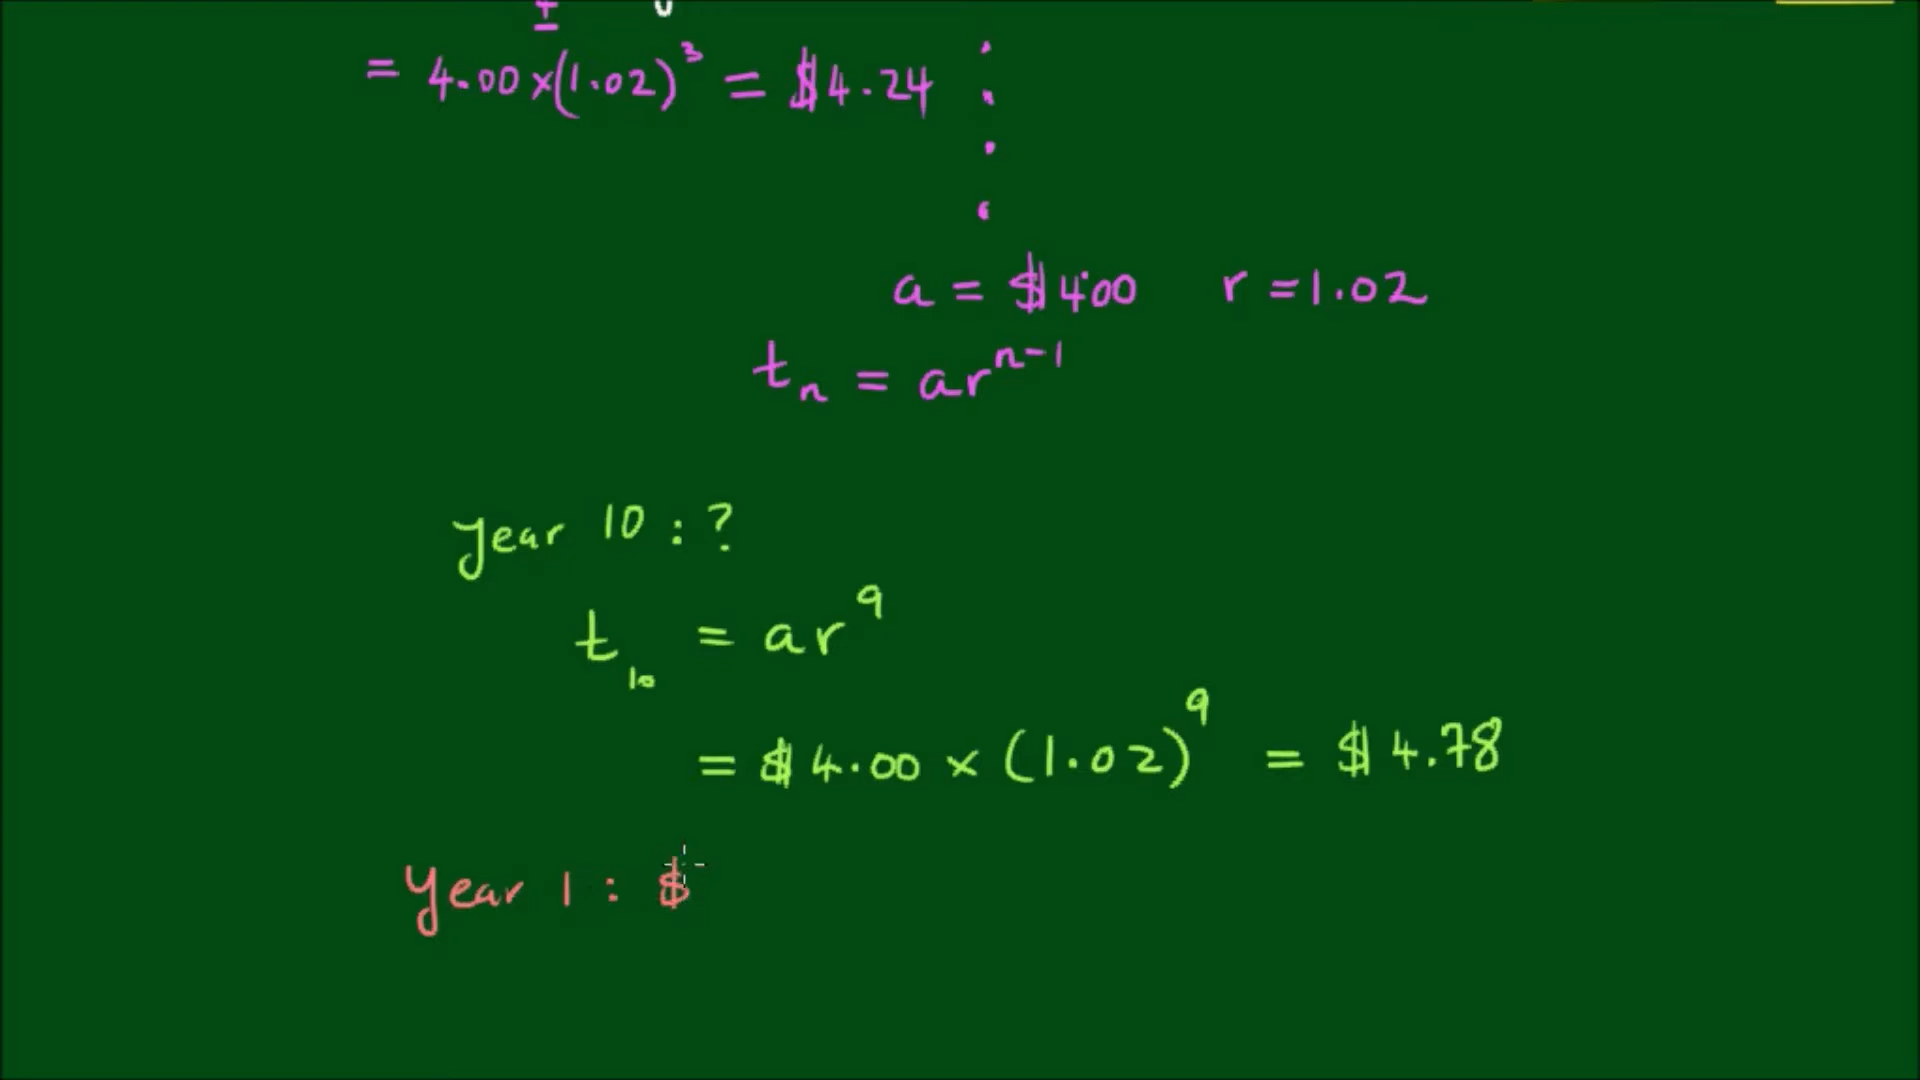 = 4.00 ×(1.02)³ = $4.24
a = $4.00 r = 1.02
tₙ = arⁿ⁻¹
Year 10 : ?
t₁₀ = ar⁹
= $4.00 × (1.02)⁹ = $4.78
Year 1 : $